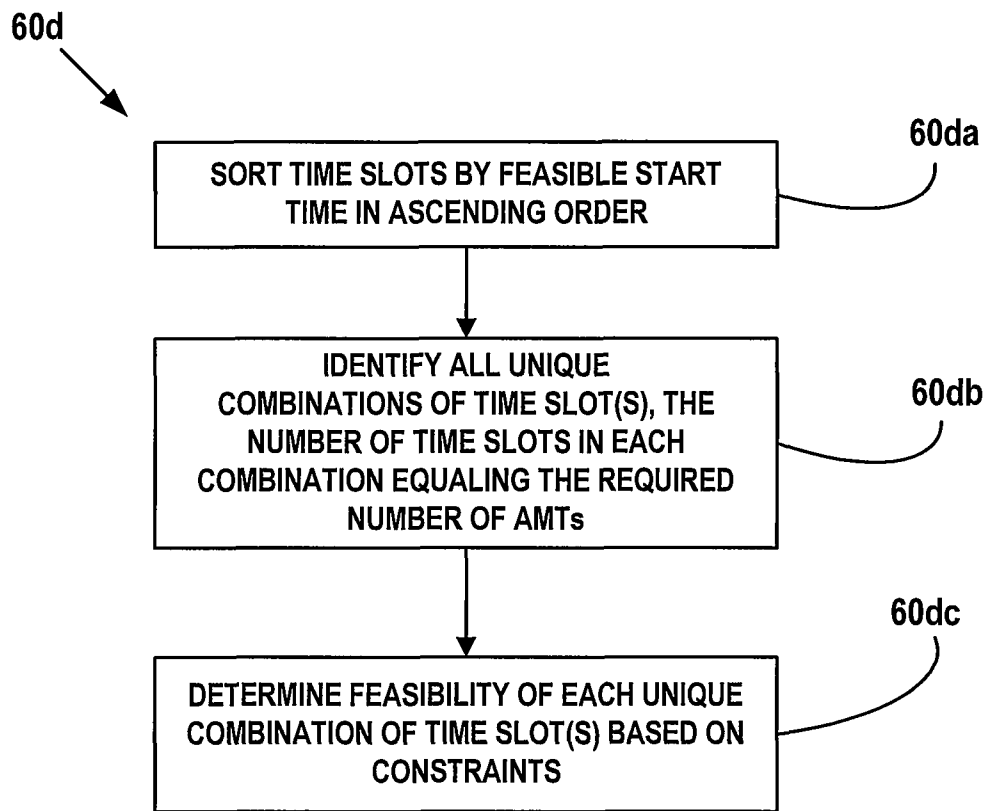 60d
60da
SORT TIME SLOTS BY FEASIBLE START
TIME IN ASCENDING ORDER
IDENTIFY ALL UNIQUE
COMBINATIONS OF TIME SLOT(S), THE
NUMBER OF TIME SLOTS IN EACH
COMBINATION EQUALING THE REQUIRED
NUMBER OF AMTs
60db
60dc
DETERMINE FEASIBILITY OF EACH UNIQUE
COMBINATION OF TIME SLOT(S) BASED ON
CONSTRAINTS